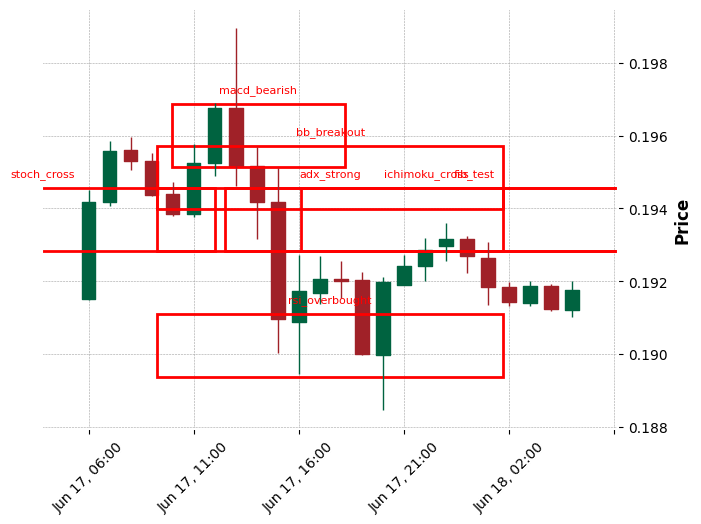 macd_bearish
bb_breakout
stoch_cross
adx_strong
ichimoku_cross
rsi_overbought
0.198
0.196
0.194
0.192
0.190
0.188
Price
Jun 17, 06:00
Jun 17, 11:00
Jun 17, 16:00
Jun 17, 21:00
Jun 18, 02:00